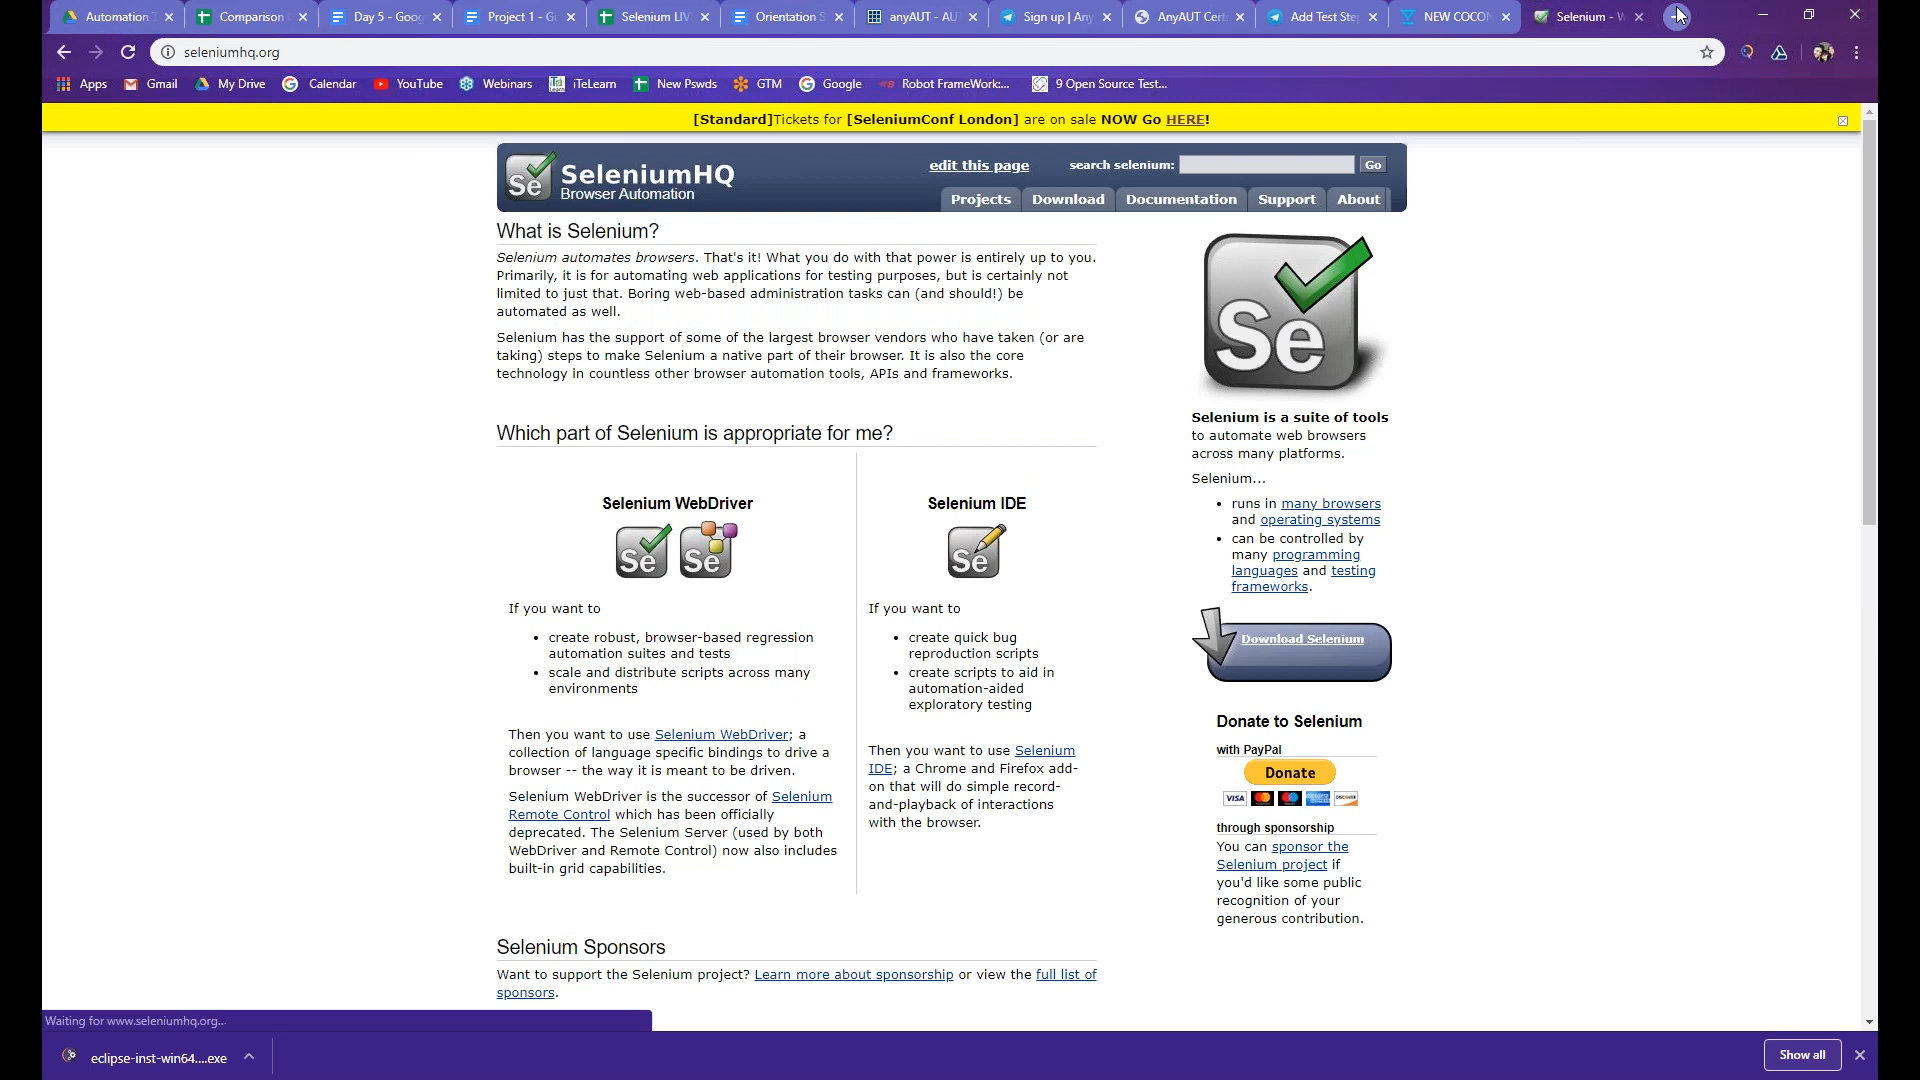 Automation T
Comparison
Day 5 - Goog
Project 1 - G
Selenium LIV
Orientation S
anyAUT - AU
Sign up | Any
AnyAUT Cert
Add Test Ste
NEW COCON
Selenium - W
seleniumhq.org
Apps
Gmail
My Drive
Calendar
YouTube
Webinars
iTeLearn
New Pswds
GTM
Google
Robot FrameWork:...
9 Open Source Test...
[Standard]Tickets for [SeleniumConf London] are on sale NOW Go HERE!
Se
SeleniumHQ
Browser Automation
edit this page
search selenium:
Go
Projects
Download
Documentation
Support
About
What is Selenium?
Selenium automates browsers. That's it! What you do with that power is entirely up to you.
Primarily, it is for automating web applications for testing purposes, but is certainly not
limited to just that. Boring web-based administration tasks can (and should!) be
automated as well.
Selenium has the support of some of the largest browser vendors who have taken (or are
taking) steps to make Selenium a native part of their browser. It is also the core
technology in countless other browser automation tools, APIs and frameworks.
Which part of Selenium is appropriate for me?
Selenium WebDriver
Se
Se
If you want to
• create robust, browser-based regression
automation suites and tests
• scale and distribute scripts across many
environments
Then you want to use Selenium WebDriver; a
collection of language specific bindings to drive a
browser -- the way it is meant to be driven.
Selenium WebDriver is the successor of Selenium
Remote Control which has been officially
deprecated. The Selenium Server (used by both
WebDriver and Remote Control) now also includes
built-in grid capabilities.
Selenium IDE
Se
If you want to
• create quick bug
reproduction scripts
• create scripts to aid in
automation-aided
exploratory testing
Then you want to use Selenium
IDE; a Chrome and Firefox add-
on that will do simple record-
and-playback of interactions
with the browser.
Selenium Sponsors
Want to support the Selenium project? Learn more about sponsorship or view the full list of
sponsors.
Se
Selenium is a suite of tools
to automate web browsers
across many platforms.
Selenium...
• runs in many browsers
and operating systems
• can be controlled by
many programming
languages and testing
frameworks.
Download Selenium
Donate to Selenium
with PayPal
Donate
VISA
DISCOVER
through sponsorship
You can sponsor the
Selenium project if
you'd like some public
recognition of your
generous contribution.
Waiting for www.seleniumhq.org...
eclipse-inst-win64....exe
Show all